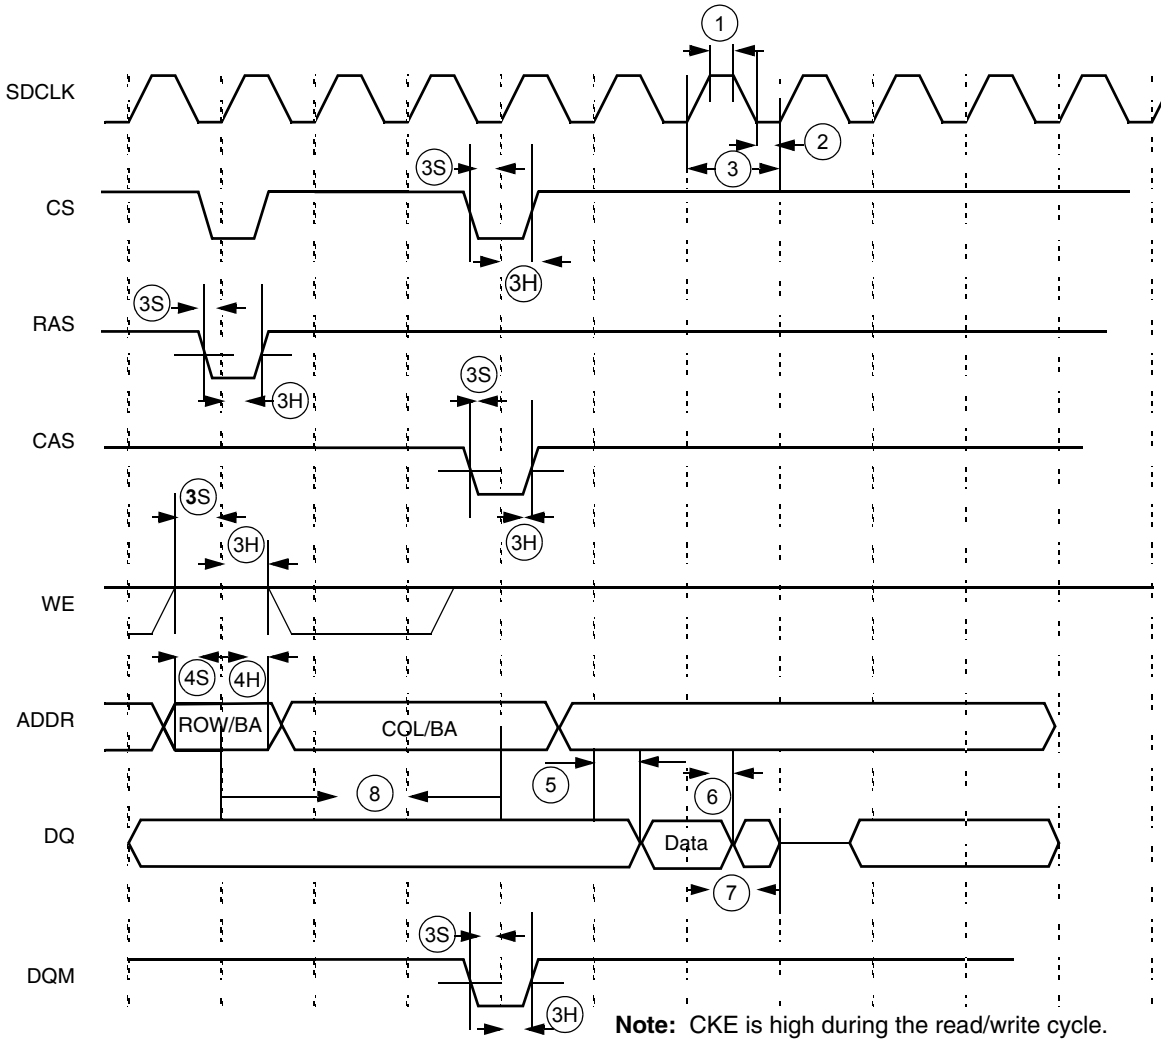 1
SDCLK
2
3S
3
CS
3H
3S
RAS
3S
3H
CAS
3S
3H
3H
WE
4S
4H
ADDR
ROW/BA
COL/BA
5
6
8
DQ
Data
7
3S
DQM
3H
Note: CKE is high during the read/write cycle.